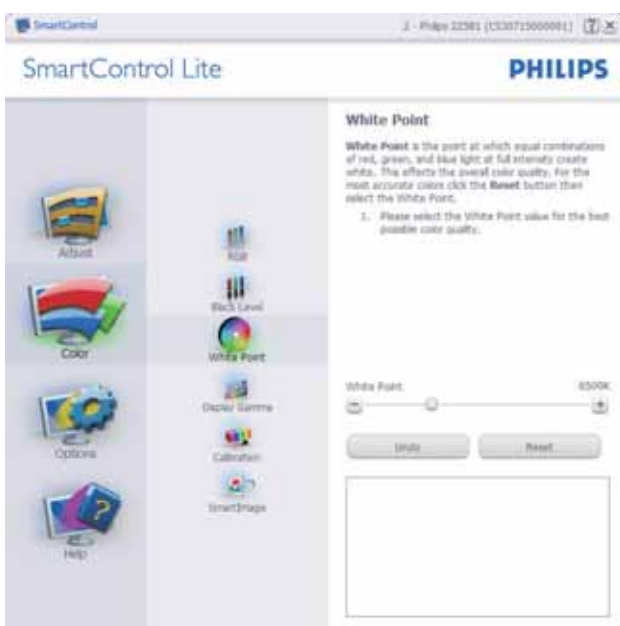 SmartControl
SmartControl Lite
PHILIPS
Adjust
Color
Options
Help
RGB
Black Level
White Point
Display Gamma
Calibration
SmartImage
White Point
White Point is the point at which equal combinations
of red, green, and blue light at full intensity create
white. This effects the overall color quality. For the
most accurate colors click the Reset button then
select the White Point.
1. Please select the White Point value for the best
possible color quality.
White Point 6500K
Undo Reset